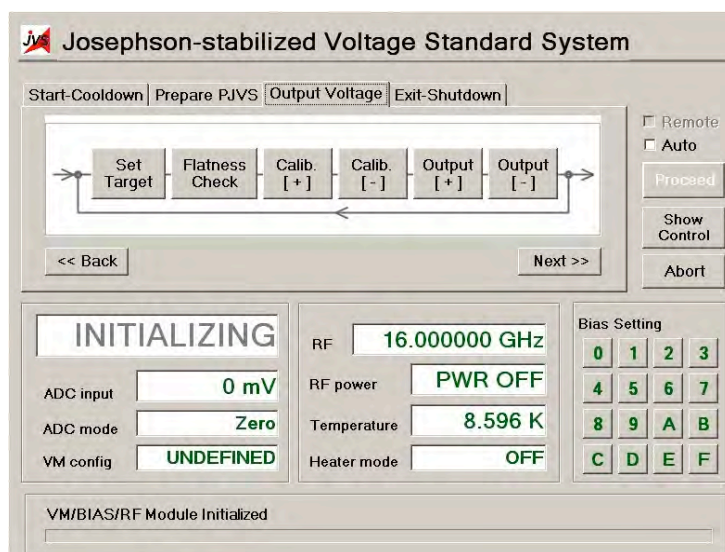 JVS Josephson-stabilized Voltage Standard System
Start-Cooldown Prepare PJVS Output Voltage Exit-Shutdown
Set Target
Flatness Check
Calib. [+]
Calib. [-]
Output [+]
Output [-]
<< Back
Next >>
Remote
Auto
Proceed
Show Control
Abort
INITIALIZING
ADC input 0 mV
ADC mode Zero
VM config UNDEFINED
RF 16.000000 GHz
RF power PWR OFF
Temperature 8.596 K
Heater mode OFF
Bias Setting
0 1 2 3
4 5 6 7
8 9 A B
C D E F
VM/BIAS/RF Module Initialized